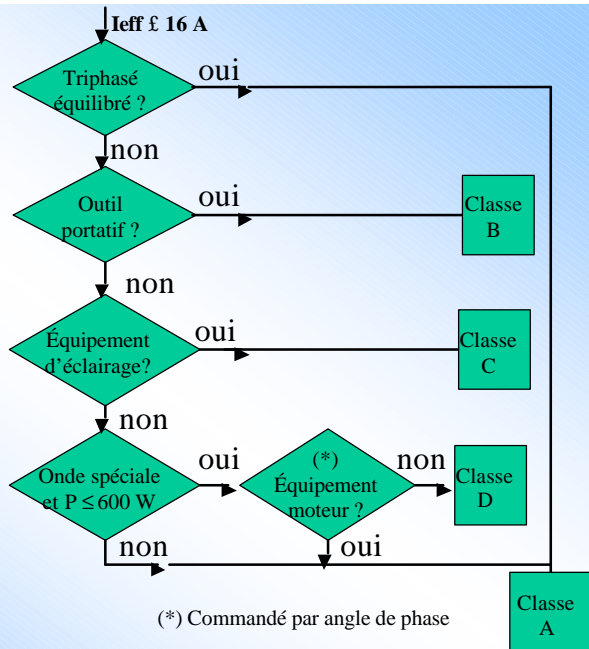 Ieff £ 16 A
Triphasé
équilibré ?
oui
non
Outil
portatif ?
oui
Classe
B
non
Équipement
d'éclairage?
oui
Classe
C
non
Onde spéciale
et P ≤ 600 W
oui
(*)
Équipement
moteur ?
non
Classe
D
non
oui
(*) Commandé par angle de phase
Classe
A